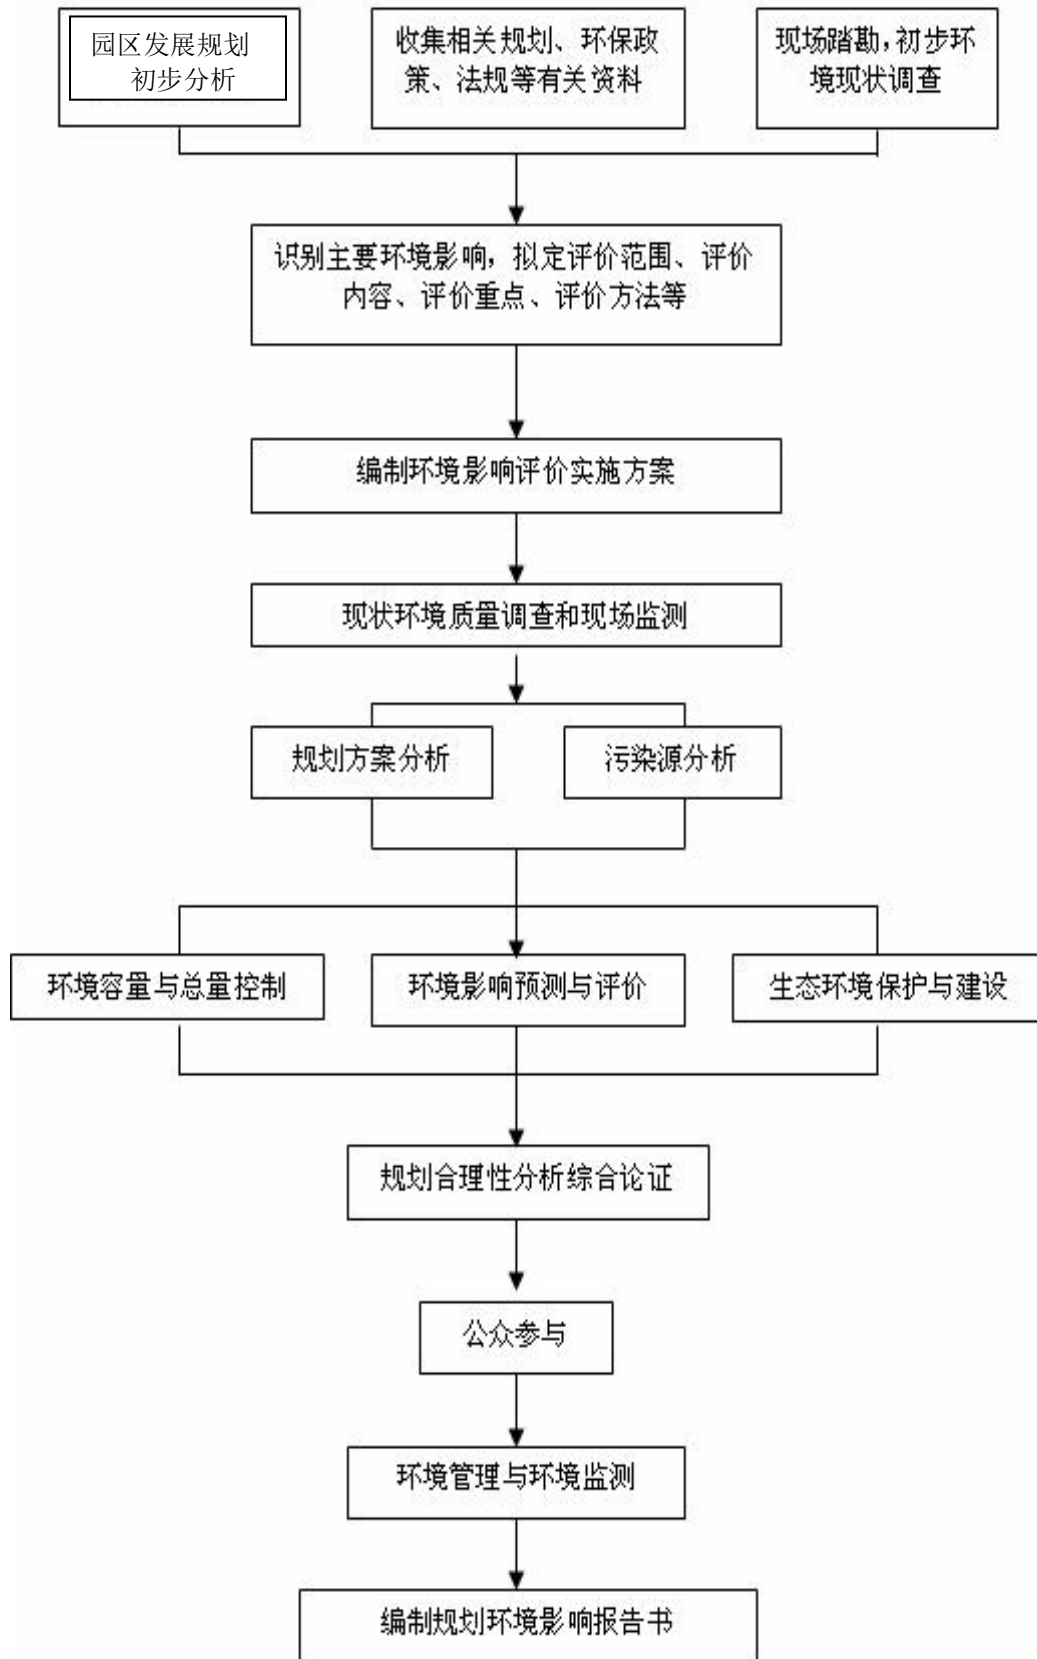 园区发展规划
初步分析
收集相关规划、环保政
策、法规等有关资料
现场踏勘,初步环
境现状调查
识别主要环境影响，拟定评价范围、评价
内容、评价重点、评价方法等
编制环境影响评价实施方案
现状环境质量调查和现场监测
规划方案分析
污染源分析
环境容量与总量控制
环境影响预测与评价
生态环境保护与建设
规划合理性分析综合论证
公众参与
环境管理与环境监测
编制规划环境影响报告书